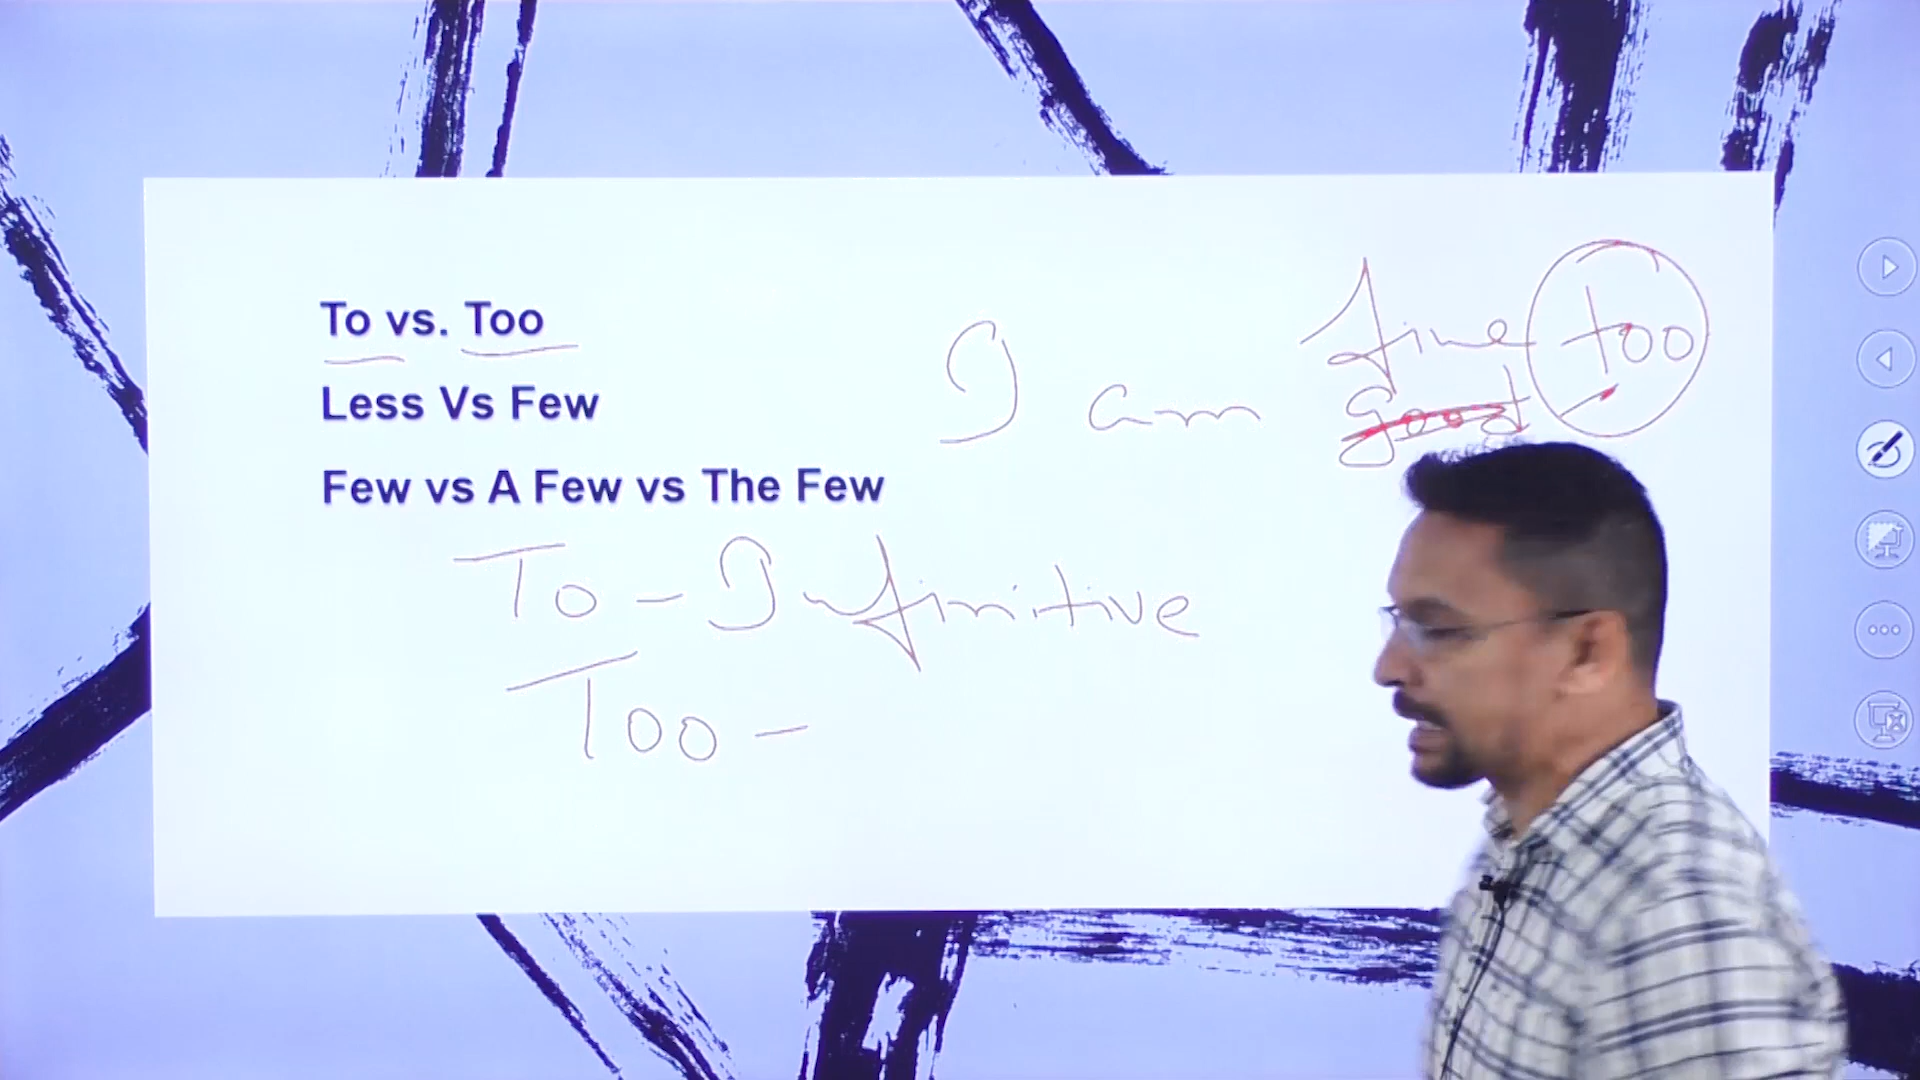 To vs. Too
Less Vs Few
Few vs A Few vs The Few
I am fine too
good
To - Infinitive
Too -